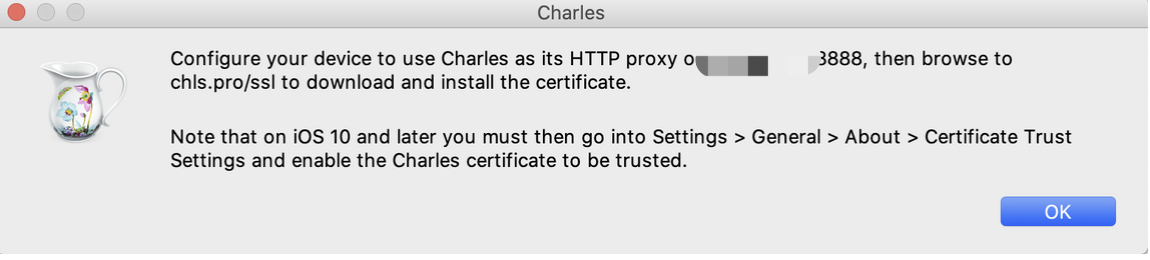 Charles
Configure your device to use Charles as its HTTP proxy 8888, then browse to
chls.pro/ssl to download and install the certificate.
Note that on iOS 10 and later you must then go into Settings > General > About > Certificate Trust
Settings and enable the Charles certificate to be trusted.
OK